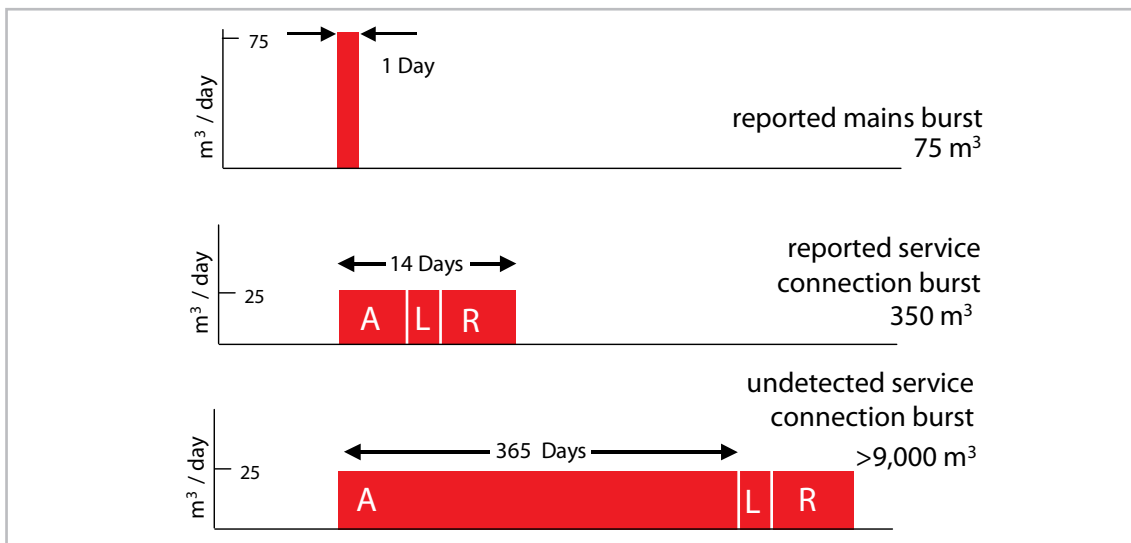 75
1 Day
m³ / day
reported mains burst
75 m³
reported service
connection burst
350 m³
14 Days
25
m³ / day
A L R
undetected service
connection burst
>9,000 m³
365 Days
25
m³ / day
A L R